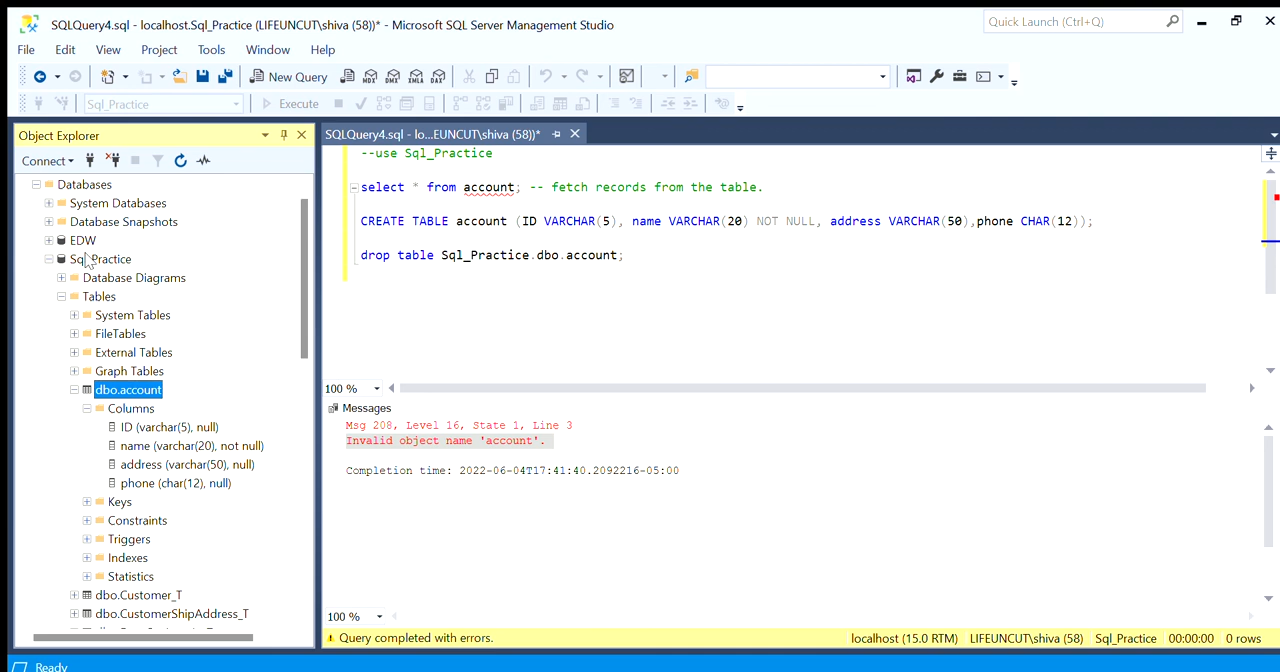 SQLQuery4.sql - localhost.Sql_Practice (LIFEUNCUT\shiva (58))* - Microsoft SQL Server Management Studio
Quick Launch (Ctrl+Q)
File Edit View Project Tools Window Help
New Query MDX DMX XMLA DAX
Sql_Practice Execute
Object Explorer
Connect
Databases
System Databases
Database Snapshots
EDW
Sql_Practice
Database Diagrams
Tables
System Tables
FileTables
External Tables
Graph Tables
dbo.account
Columns
ID (varchar(5), null)
name (varchar(20), not null)
address (varchar(50), null)
phone (char(12), null)
Keys
Constraints
Triggers
Indexes
Statistics
dbo.Customer_T
dbo.CustomerShipAddress_T
SQLQuery4.sql - lo...EUNCUT\shiva (58))*
--use Sql_Practice
select * from account; -- fetch records from the table.
CREATE TABLE account (ID VARCHAR(5), name VARCHAR(20) NOT NULL, address VARCHAR(50),phone CHAR(12));
drop table Sql_Practice.dbo.account;
100 %
Messages
Msg 208, Level 16, State 1, Line 3
Invalid object name 'account'.
Completion time: 2022-06-04T17:41:40.2092216-05:00
100 %
Query completed with errors. localhost (15.0 RTM) LIFEUNCUT\shiva (58) Sql_Practice 00:00:00 0 rows
Ready